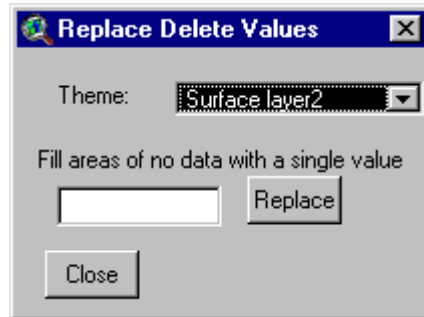 Replace Delete Values
Theme: Surface layer2
Fill areas of no data with a single value
Replace
Close